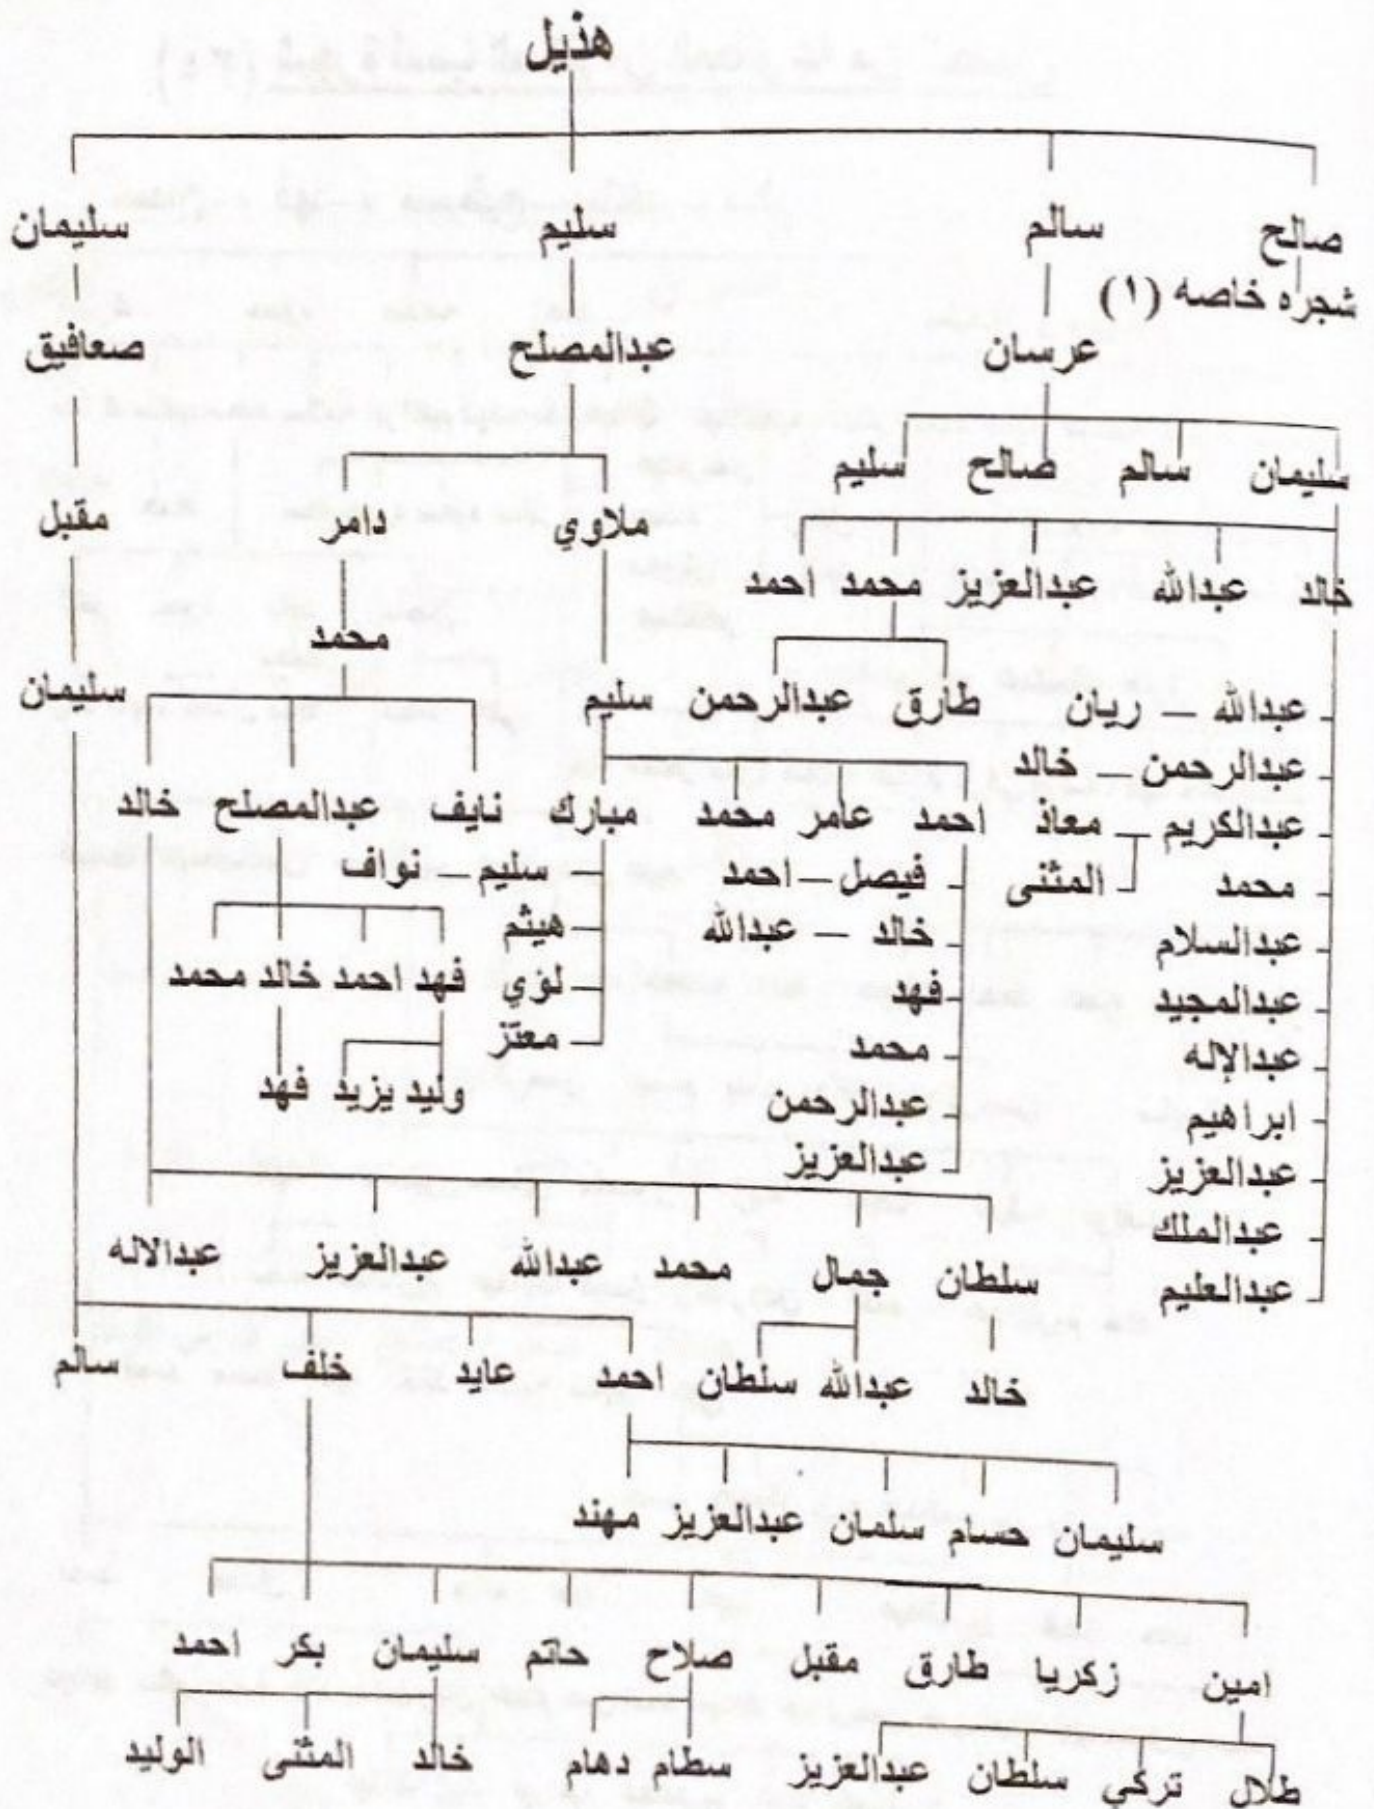 هذيل
صالح سالم سليم سليمان
شجره خاصه (١)
عرسان عبدالمصلح صعافيق
سليمان سالم صالح سليم
ملاوي دامر مقبل
خالد عبدالله عبدالعزيز محمد احمد
محمد
عبدالله – ريان طارق عبدالرحمن سليم سليمان
عبدالرحمن – خالد
عبدالكريم – معاذ احمد عامر محمد مبارك نايف عبدالمصلح خالد
محمد المثنى فيصل – احمد سليم – نواف
عبدالسلام خالد – عبدالله هيثم
عبدالمجيد فهد لؤي فهد احمد خالد محمد
عبدالإله محمد معتز
ابراهيم عبدالرحمن وليد يزيد فهد
عبدالعزيز عبدالعزيز
عبدالملك
عبدالعليم سلطان جمال محمد عبدالله عبدالعزيز عبدالاله
خالد عبدالله سلطان احمد عايد خلف سالم
سليمان حسام سلمان عبدالعزيز مهند
امين زكريا طارق مقبل صلاح حاتم سليمان بكر احمد
طلال تركي سلطان عبدالعزيز سطام دهام خالد المثنى الوليد